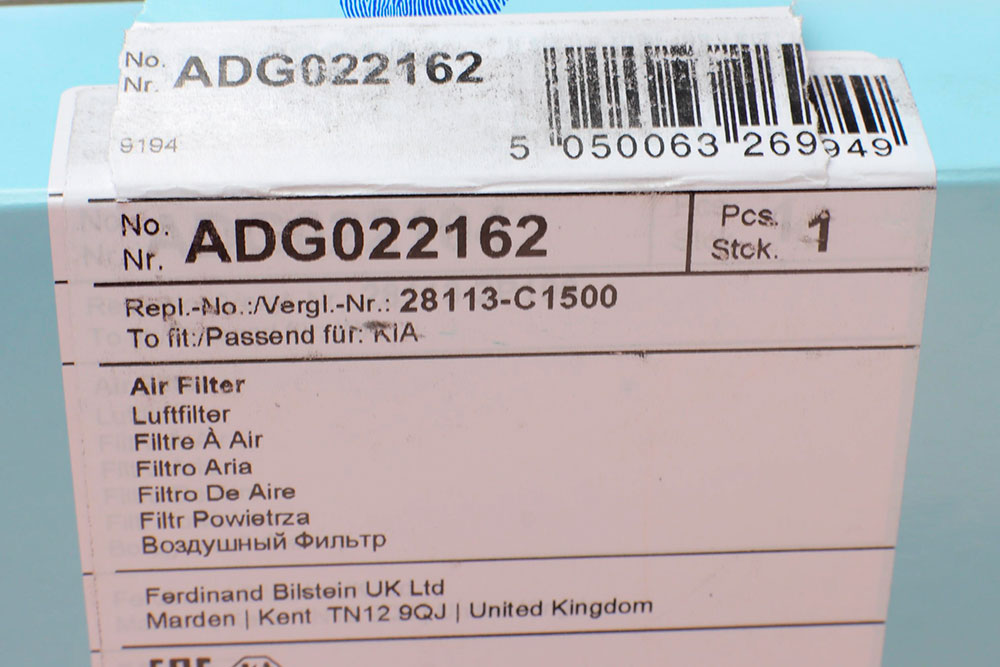 No.
Nr. ADG022162
9194
5 050063 269949
No.
Nr. ADG022162
Pcs.
Stck. 1
Repl.-No.:/Vergl.-Nr.: 28113-C1500
To fit:/Passend für: KIA
Air Filter
Luftfilter
Filtre À Air
Filtro Aria
Filtro De Aire
Filtr Powietrza
Воздушный Фильтр
Ferdinand Bilstein UK Ltd
Marden | Kent TN12 9QJ | United Kingdom